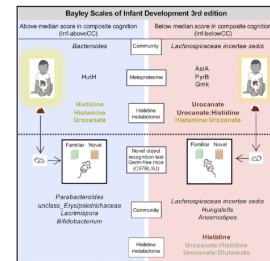 Bayley Scales of Infant Development 3rd edition
Above median score in composite cognition
(Inf-aboveCC)
Below median score in composite cognition
(Inf-belowCC)
Bacteroides
Community
Lachnospiraceae incertae sedis
HutH
Metaproteome
AslA
PyrB
Gmk
Histidine
Histamine
Urocanate
Histidine
metabolome
Urocanate
Urocanate:Histidine
Histamine:Urocanate
Familiar Novel
Novel object
recognition test
Germ-free mice
(C57BL/6J)
Familiar Novel
Parabacteroides
unclass_Erysipelotrichaceae
Lacrimispora
Bifidobacterium
Community
Lachnospiraceae incertae sedis
Hungatella
Anaerostipes
Histidine
metabolome
Histidine
Urocanate:Histidine
Urocanate:Glutamate